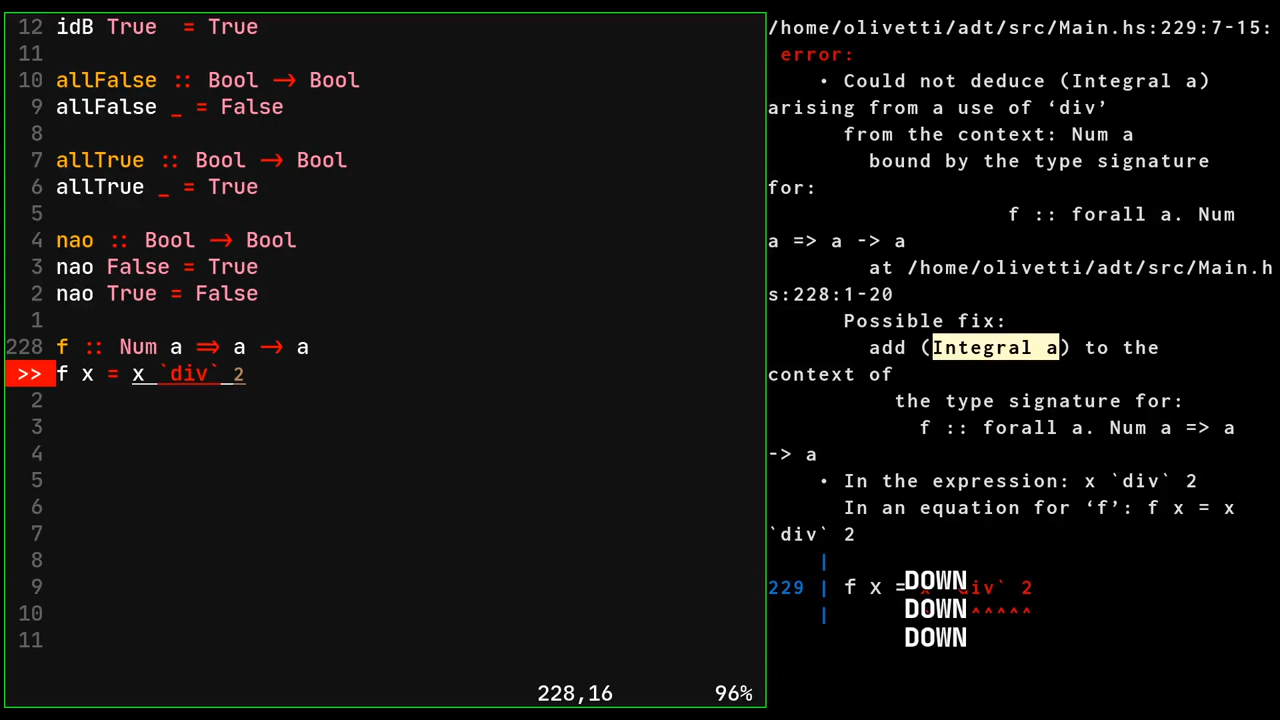 12 idB True  = True
11
10 allFalse :: Bool → Bool
9 allFalse _ = False
8
7 allTrue :: Bool → Bool
6 allTrue _ = True
5
4 nao :: Bool → Bool
3 nao False = True
2 nao True = False
1
228 f :: Num a ⇒ a → a
>> f x = x `div` 2
2
3
4
5
6
7
8
9
10
11
228,16 96%
/home/olivetti/adt/src/Main.hs:229:7-15:
error:
• Could not deduce (Integral a)
arising from a use of ‘div’
from the context: Num a
bound by the type signature
for:
f :: forall a. Num
a => a -> a
at /home/olivetti/adt/src/Main.h
s:228:1-20
Possible fix:
add (Integral a) to the
context of
the type signature for:
f :: forall a. Num a => a
-> a
• In the expression: x `div` 2
In an equation for ‘f’: f x = x
`div` 2
|
229 | f x = x `div` 2
| ^^^^^
DOWN
DOWN
DOWN